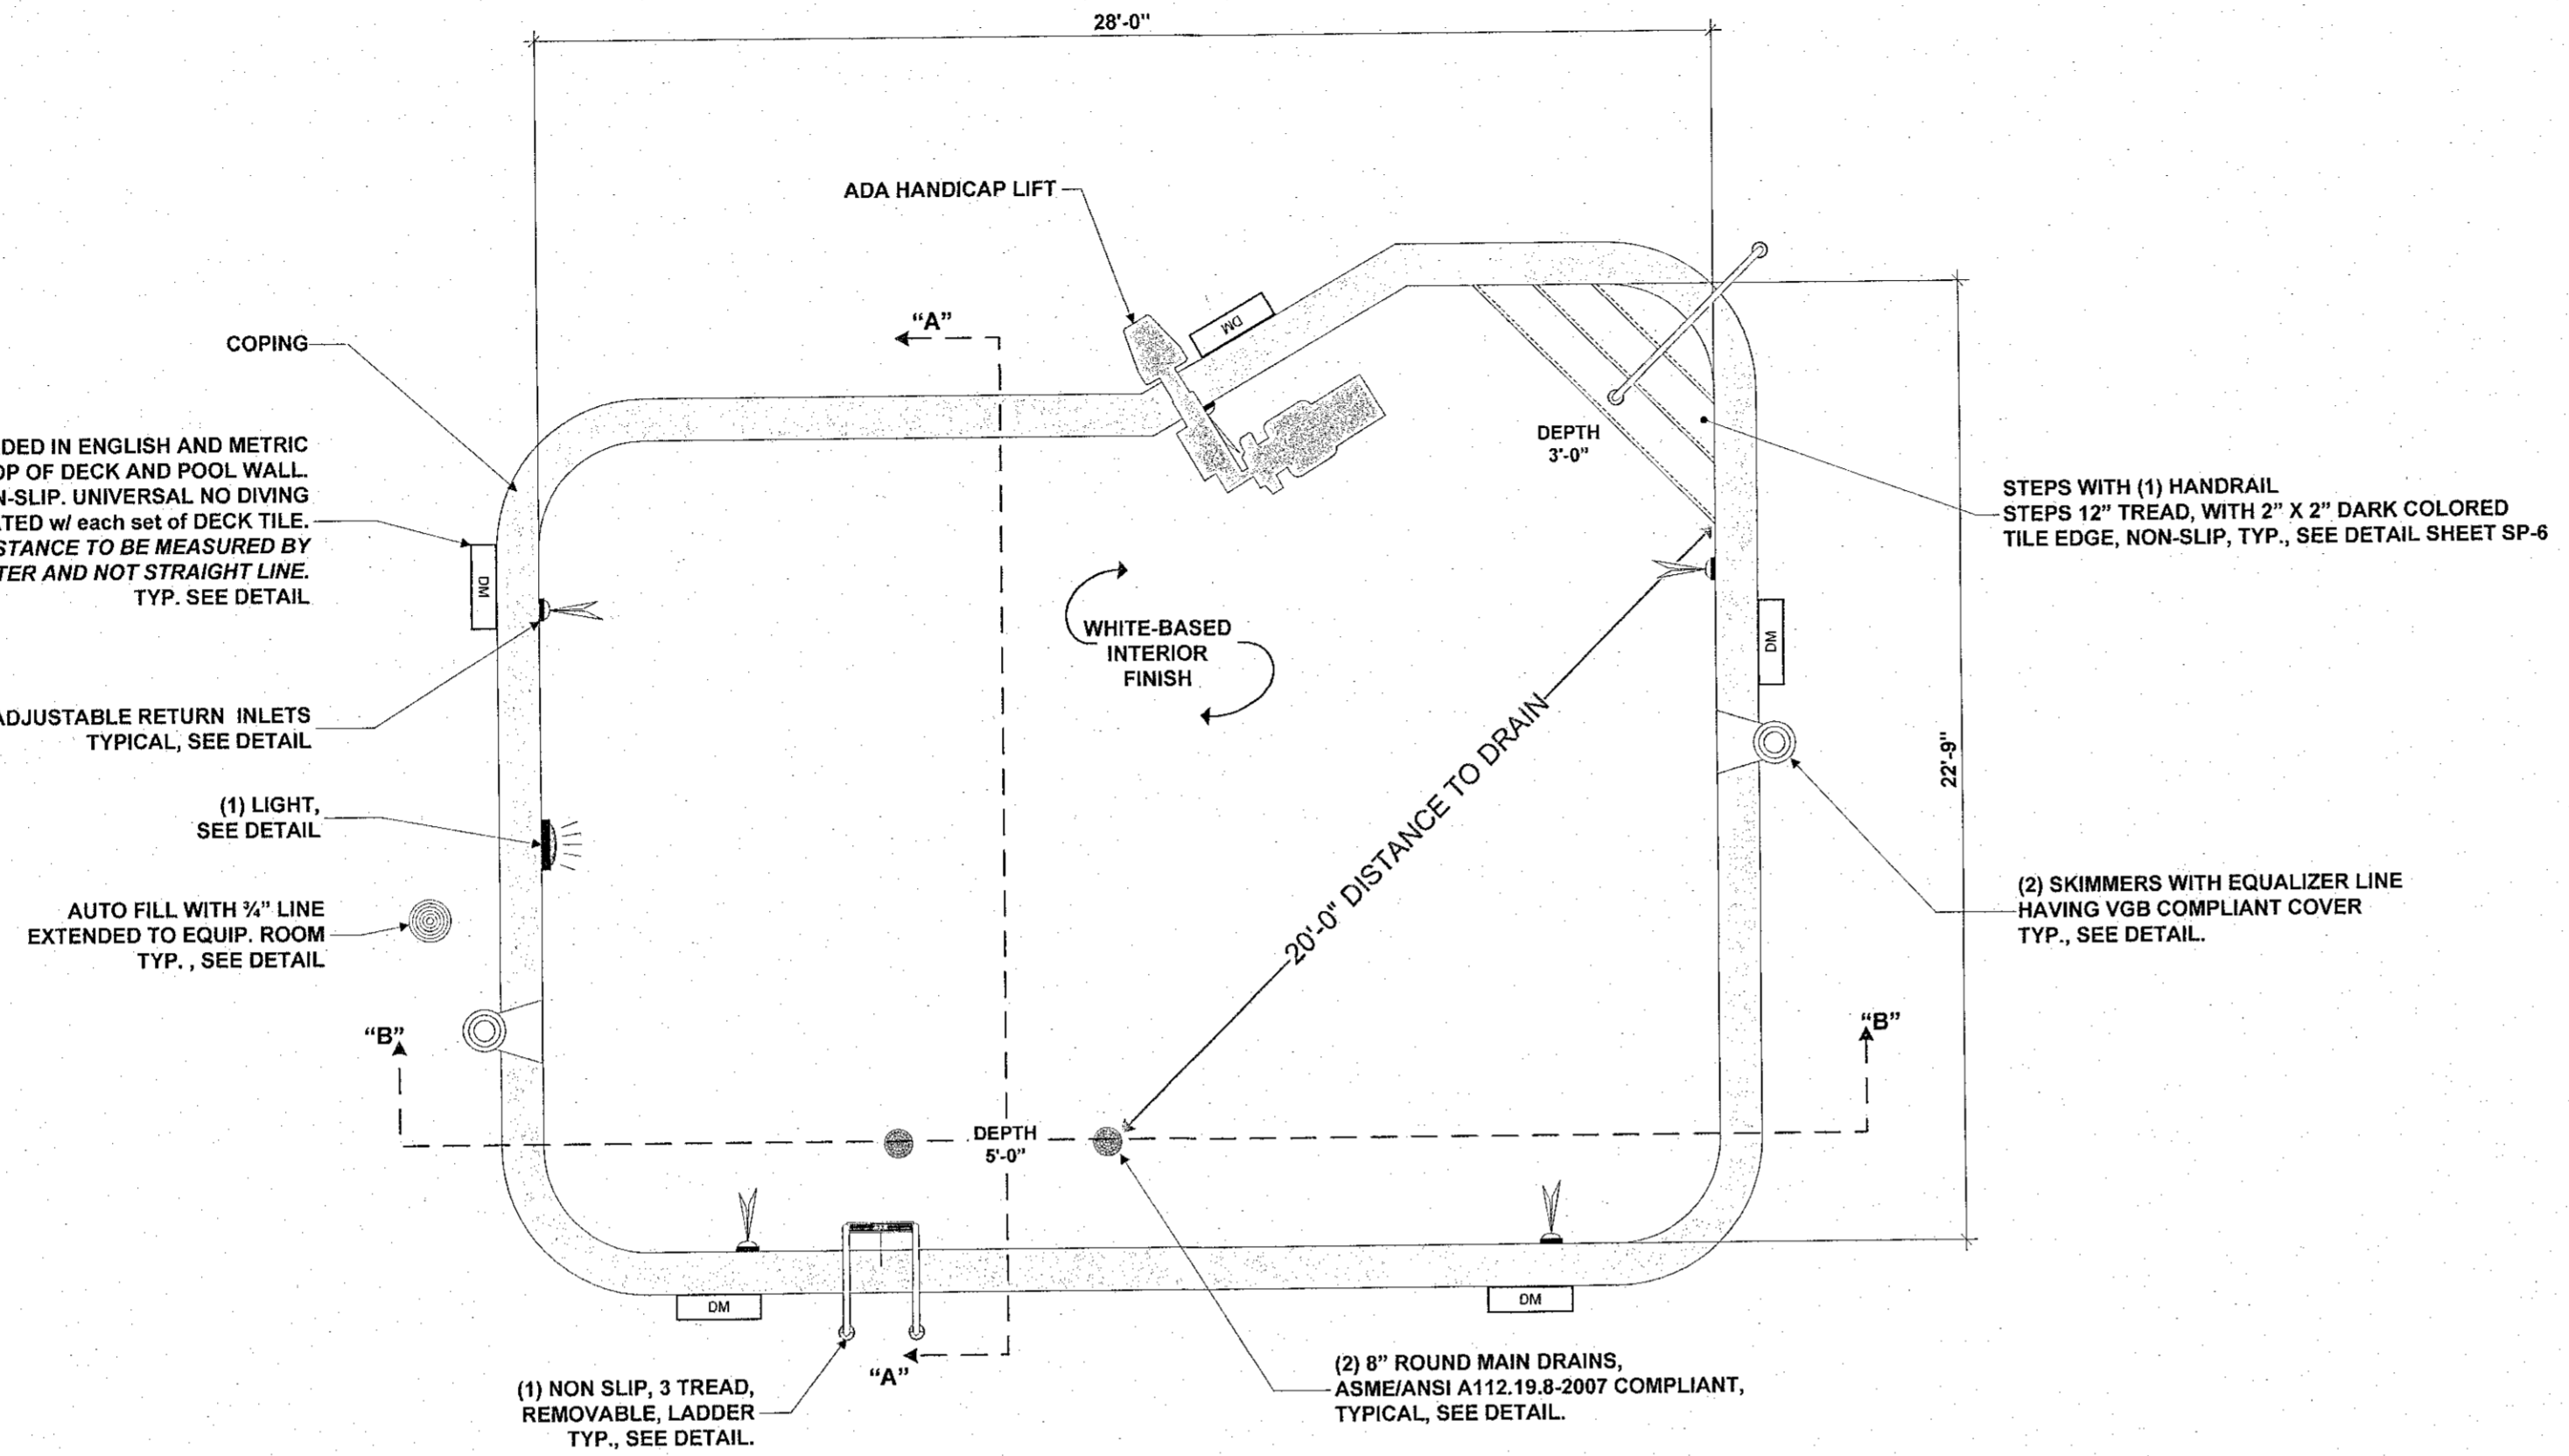 28'-0"
ADA HANDICAP LIFT
"A"
COPING
DM
DEPTH
3'-0"
DED IN ENGLISH AND METRIC
OP OF DECK AND POOL WALL.
N-SLIP. UNIVERSAL NO DIVING
ATED w/ each set of DECK TILE.
STANCE TO BE MEASURED BY
TER AND NOT STRAIGHT LINE.
TYP. SEE DETAIL
DM
STEPS WITH (1) HANDRAIL
STEPS 12" TREAD, WITH 2" X 2" DARK COLORED
TILE EDGE, NON-SLIP, TYP., SEE DETAIL SHEET SP-6
WHITE-BASED
INTERIOR
FINISH
DM
ADJUSTABLE RETURN INLETS
TYPICAL, SEE DETAIL
20'-0" DISTANCE TO DRAIN
22'-9"
(1) LIGHT,
SEE DETAIL
AUTO FILL WITH ¾" LINE
EXTENDED TO EQUIP. ROOM
TYP. , SEE DETAIL
(2) SKIMMERS WITH EQUALIZER LINE
HAVING VGB COMPLIANT COVER
TYP., SEE DETAIL.
"B"
"B"
DEPTH
5'-0"
DM
DM
"A"
(1) NON SLIP, 3 TREAD,
REMOVABLE, LADDER
TYP., SEE DETAIL.
(2) 8" ROUND MAIN DRAINS,
ASME/ANSI A112.19.8-2007 COMPLIANT,
TYPICAL, SEE DETAIL.